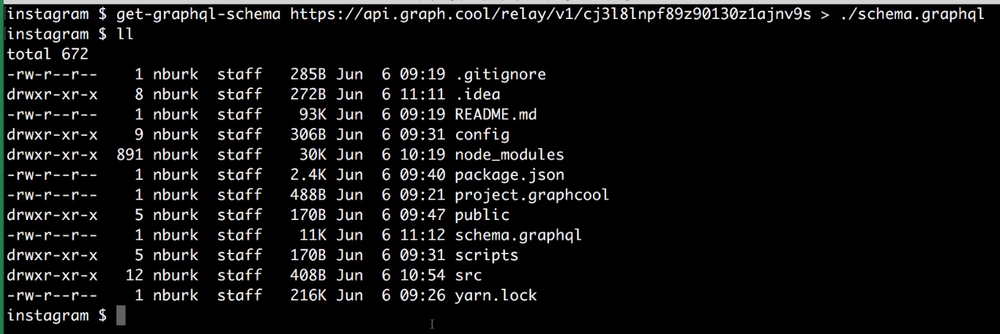 instagram $ get-graphql-schema https://api.graph.cool/relay/v1/cj3l8lnpf89z90130z1ajnv9s > ./schema.graphql
instagram $ ll
total 672
-rw-r--r-- 1 nburk staff 285B Jun 6 09:19 .gitignore
drwxr-xr-x 8 nburk staff 272B Jun 6 11:11 .idea
-rw-r--r-- 1 nburk staff 93K Jun 6 09:19 README.md
drwxr-xr-x 9 nburk staff 306B Jun 6 09:31 config
drwxr-xr-x 891 nburk staff 30K Jun 6 10:19 node_modules
-rw-r--r-- 1 nburk staff 2.4K Jun 6 09:40 package.json
-rw-r--r-- 1 nburk staff 488B Jun 6 09:21 project.graphcool
drwxr-xr-x 5 nburk staff 170B Jun 6 09:47 public
-rw-r--r-- 1 nburk staff 11K Jun 6 11:12 schema.graphql
drwxr-xr-x 5 nburk staff 170B Jun 6 09:31 scripts
drwxr-xr-x 12 nburk staff 408B Jun 6 10:54 src
-rw-r--r-- 1 nburk staff 216K Jun 6 09:26 yarn.lock
instagram $